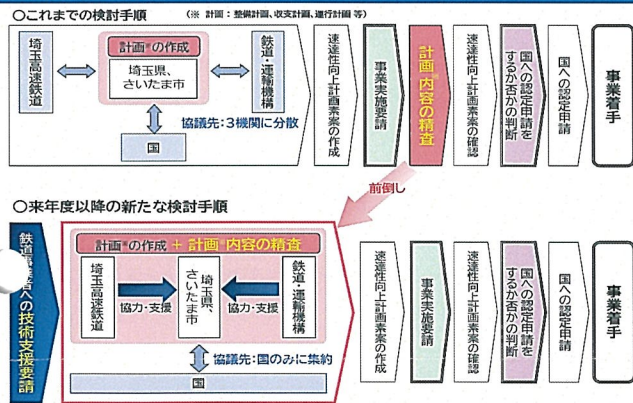 ○これまでの検討手順
(※ 計画：整備計画、収支計画、運行計画 等)
埼玉高速鉄道
計画※の作成
埼玉県、
さいたま市
鉄道・運輸機構
協議先：3機関に分散
国
速達性向上計画素案の作成
事業実施要請
計画※内容の精査
速達性向上計画素案の確認
国への認定申請を
するか否かの判断
国への認定申請
事業着手
前倒し
○来年度以降の新たな検討手順
鉄道
への技術支援要請
計画※の作成 + 計画※内容の精査
埼玉高速鉄道
協力・支援
埼玉県、
さいたま市
協力・支援
鉄道・運輸機構
協議先：国のみに集約
国
速達性向上計画素案の作成
事業実施要請
速達性向上計画素案の確認
国への認定申請を
するか否かの判断
国への認定申請
事業着手